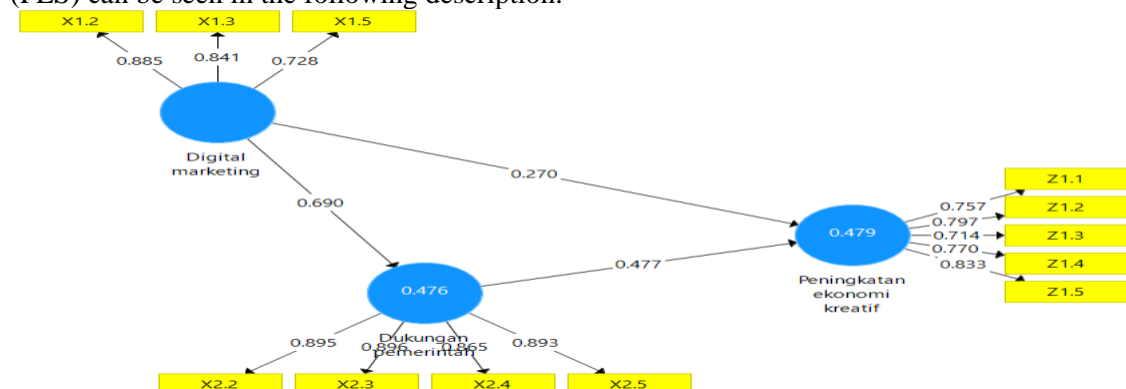 (PLS) can be seen in the following description.
X1.2 X1.3 X1.5
0.885 0.841 0.728
Digital
marketing
0.270
0.690
Z1.1
0.757
Z1.2
0.797
0.479
0.714 Z1.3
0.770
Z1.4
0.833
Z1.5
Peningkatan
ekonomi
kreatif
0.477
0.476
Dukungan
pemerintah
0.895 0.896 0.865 0.893
X2.2 X2.3 X2.4 X2.5